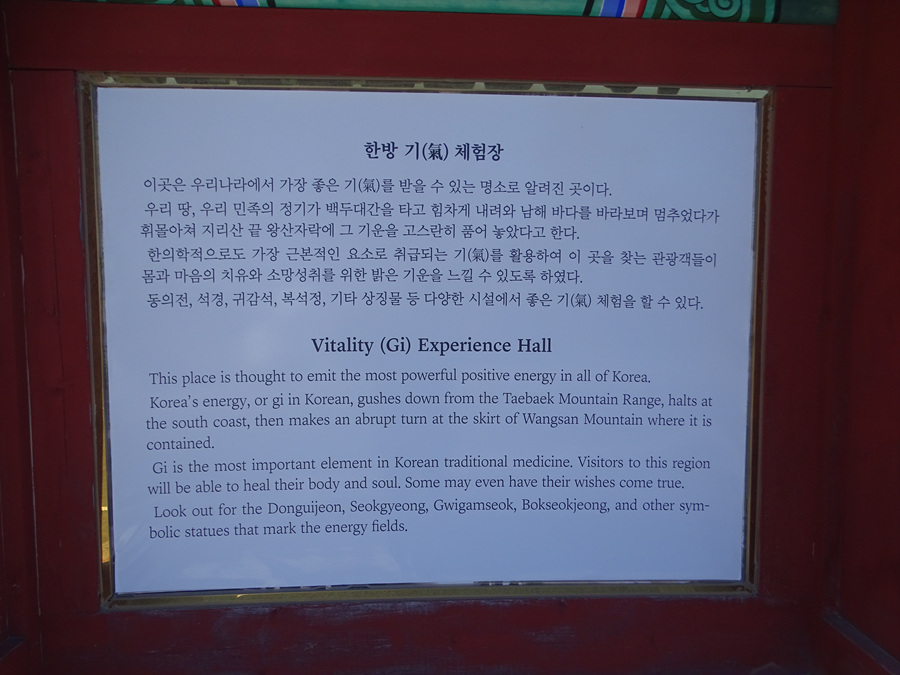 한방 기(氣) 체험장
이곳은 우리나라에서 가장 좋은 기(氣)를 받을 수 있는 명소로 알려진 곳이다.
우리 땅, 우리 민족의 정기가 백두대간을 타고 힘차게 내려와 남해 바다를 바라보며 멈추었다가
휘몰아쳐 지리산 끝 왕산자락에 그 기운을 고스란히 품어 놓았다고 한다.
한의학적으로도 가장 근본적인 요소로 취급되는 기(氣)를 활용하여 이 곳을 찾는 관광객들이
몸과 마음의 치유와 소망성취를 위한 밝은 기운을 느낄 수 있도록 하였다.
동의전, 석경, 귀감석, 복석정, 기타 상징물 등 다양한 시설에서 좋은 기(氣) 체험을 할 수 있다.
Vitality (Gi) Experience Hall
This place is thought to emit the most powerful positive energy in all of Korea.
Korea's energy, or gi in Korean, gushes down from the Taebaek Mountain Range, halts at
the south coast, then makes an abrupt turn at the skirt of Wangsan Mountain where it is
contained.
Gi is the most important element in Korean traditional medicine. Visitors to this region
will be able to heal their body and soul. Some may even have their wishes come true.
Look out for the Donguijeon, Seokgyeong, Gwigamseok, Bokseokjeong, and other sym-
bolic statues that mark the energy fields.